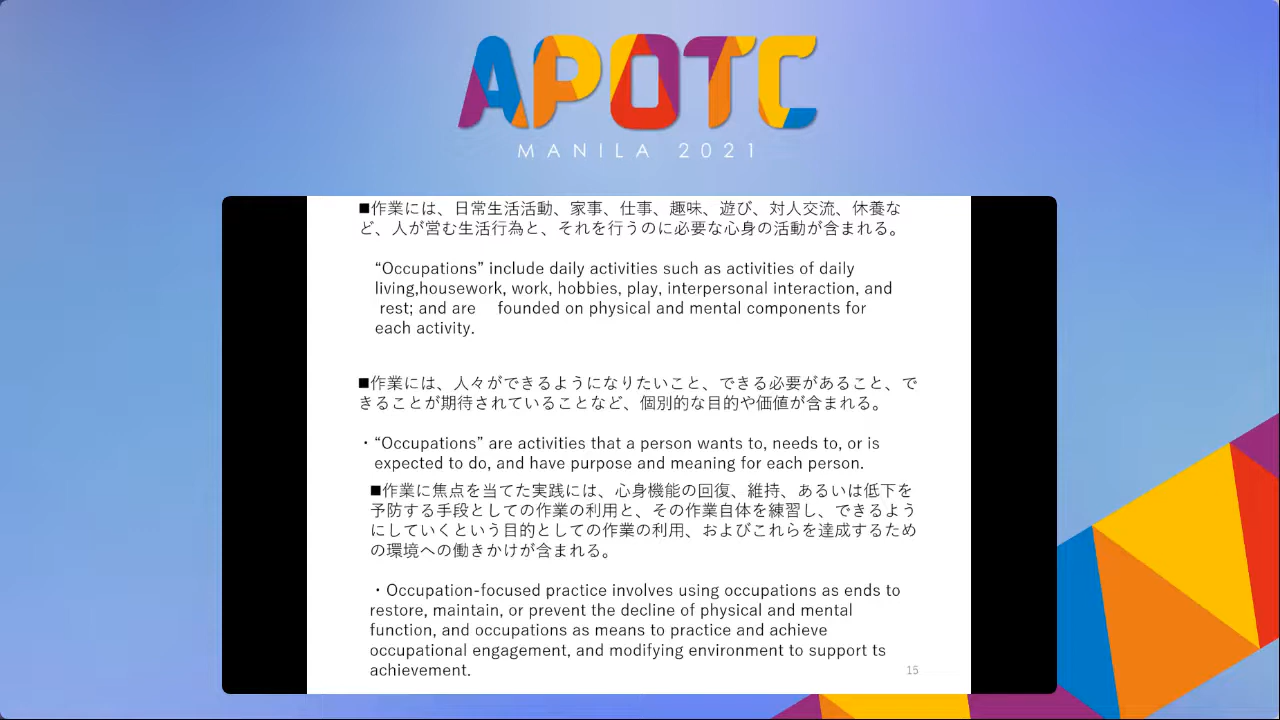 APOTC
MANILA 2021
■作業には、日常生活活動、家事、仕事、趣味、遊び、対人交流、休養な
ど、人が営む生活行為と、それを行うのに必要な心身の活動が含まれる。
“Occupations” include daily activities such as activities of daily
living,housework, work, hobbies, play, interpersonal interaction, and
rest; and are founded on physical and mental components for
each activity.
■作業には、人々ができるようになりたいこと、できる必要があること、で
きることが期待されていることなど、個別的な目的や価値が含まれる。
・“Occupations” are activities that a person wants to, needs to, or is
expected to do, and have purpose and meaning for each person.
■作業に焦点を当てた実践には、心身機能の回復、維持、あるいは低下を
予防する手段としての作業の利用と、その作業自体を練習し、できるよう
にしていくという目的としての作業の利用、およびこれらを達成するため
の環境への働きかけが含まれる。
・Occupation-focused practice involves using occupations as ends to
restore, maintain, or prevent the decline of physical and mental
function, and occupations as means to practice and achieve
occupational engagement, and modifying environment to support ts
achievement.
15